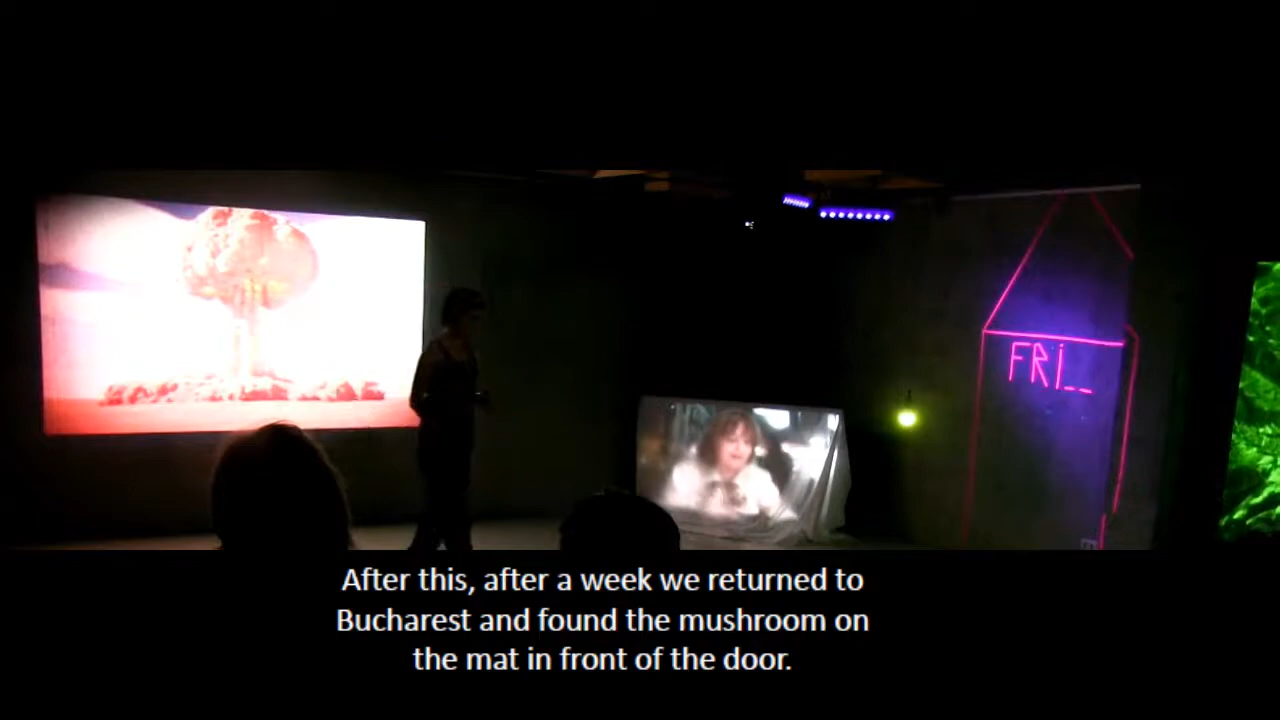 FRI_ _
After this, after a week we returned to
Bucharest and found the mushroom on
the mat in front of the door.